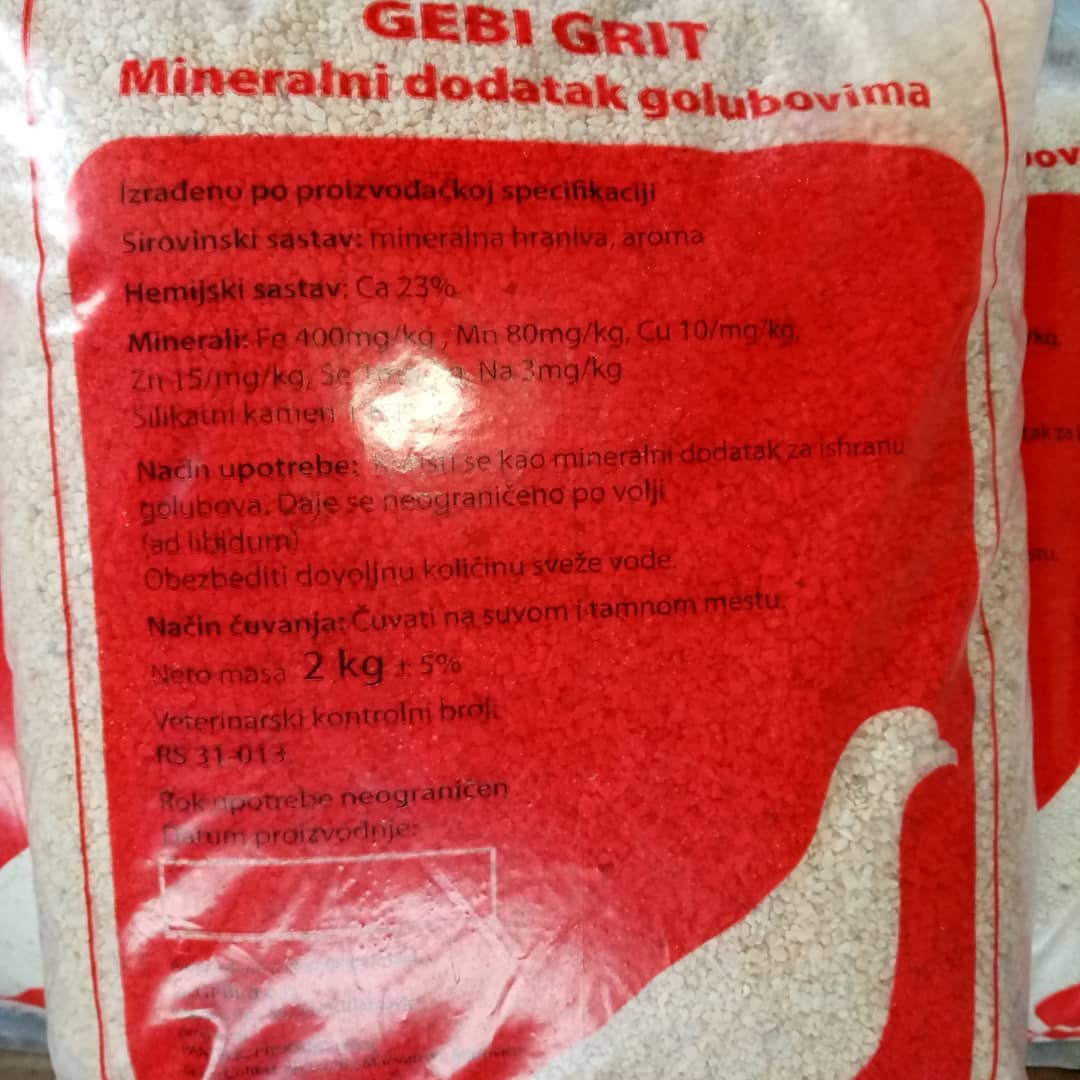 GEBI GRIT
Mineralni dodatak golubovima
Izrađeno po proizvođačkoj specifikaciji
Sirovinski sastav: mineralna hraniva, aroma
Hemijski sastav: Ca 23%
Minerali: Fe 400mg/kg, Mn 80mg/kg, Cu 10/mg/kg,
Zn 15/mg/kg, Se Na 3mg/kg
Silikatni kamen
Način upotrebe: se kao mineralni dodatak za ishranu
golubova. Daje se neograničeno po volji
(ad libidum)
Obezbediti dovoljnu količinu sveže vode.
Način čuvanja: Čuvati na suvom i tamnom mestu.
Neto masa 2 kg ± 5%
Veterinarski kontrolni broj:
RS 31-013
Rok upotrebe neograničen
Datum proizvodnje: